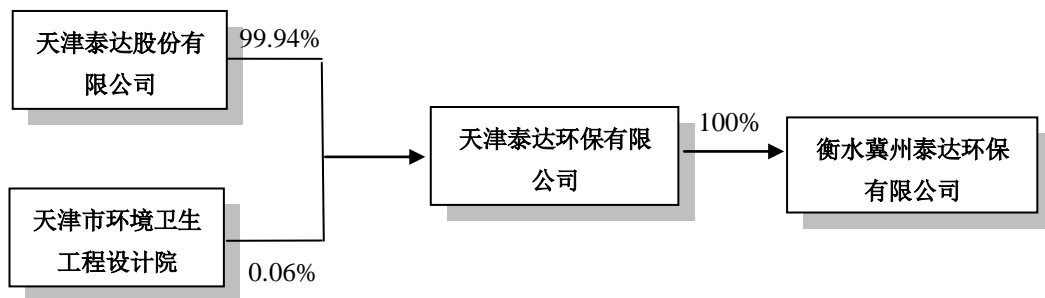 天津泰达股份有
限公司
99.94%
天津市环境卫生
工程设计院
0.06%
天津泰达环保有限
公司
100%
衡水冀州泰达环保
有限公司